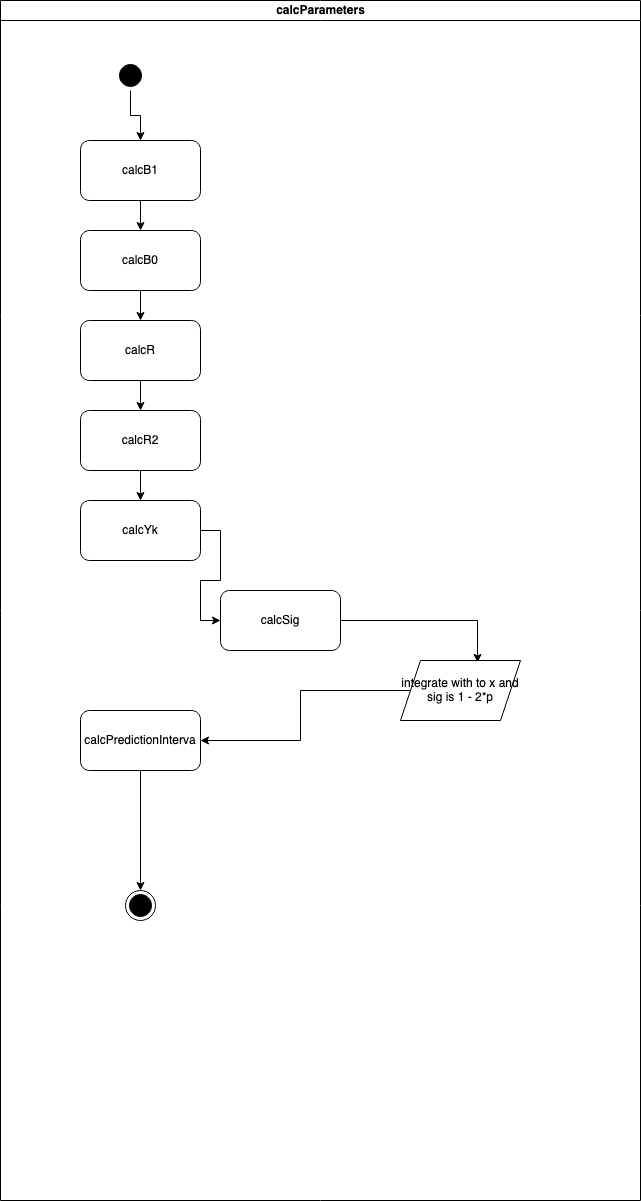 calcParameters
calcB1
calcB0
calcR
calcR2
calcYk
calcSig
integrate with to x and
sig is 1 - 2*p
calcPredictionInterva